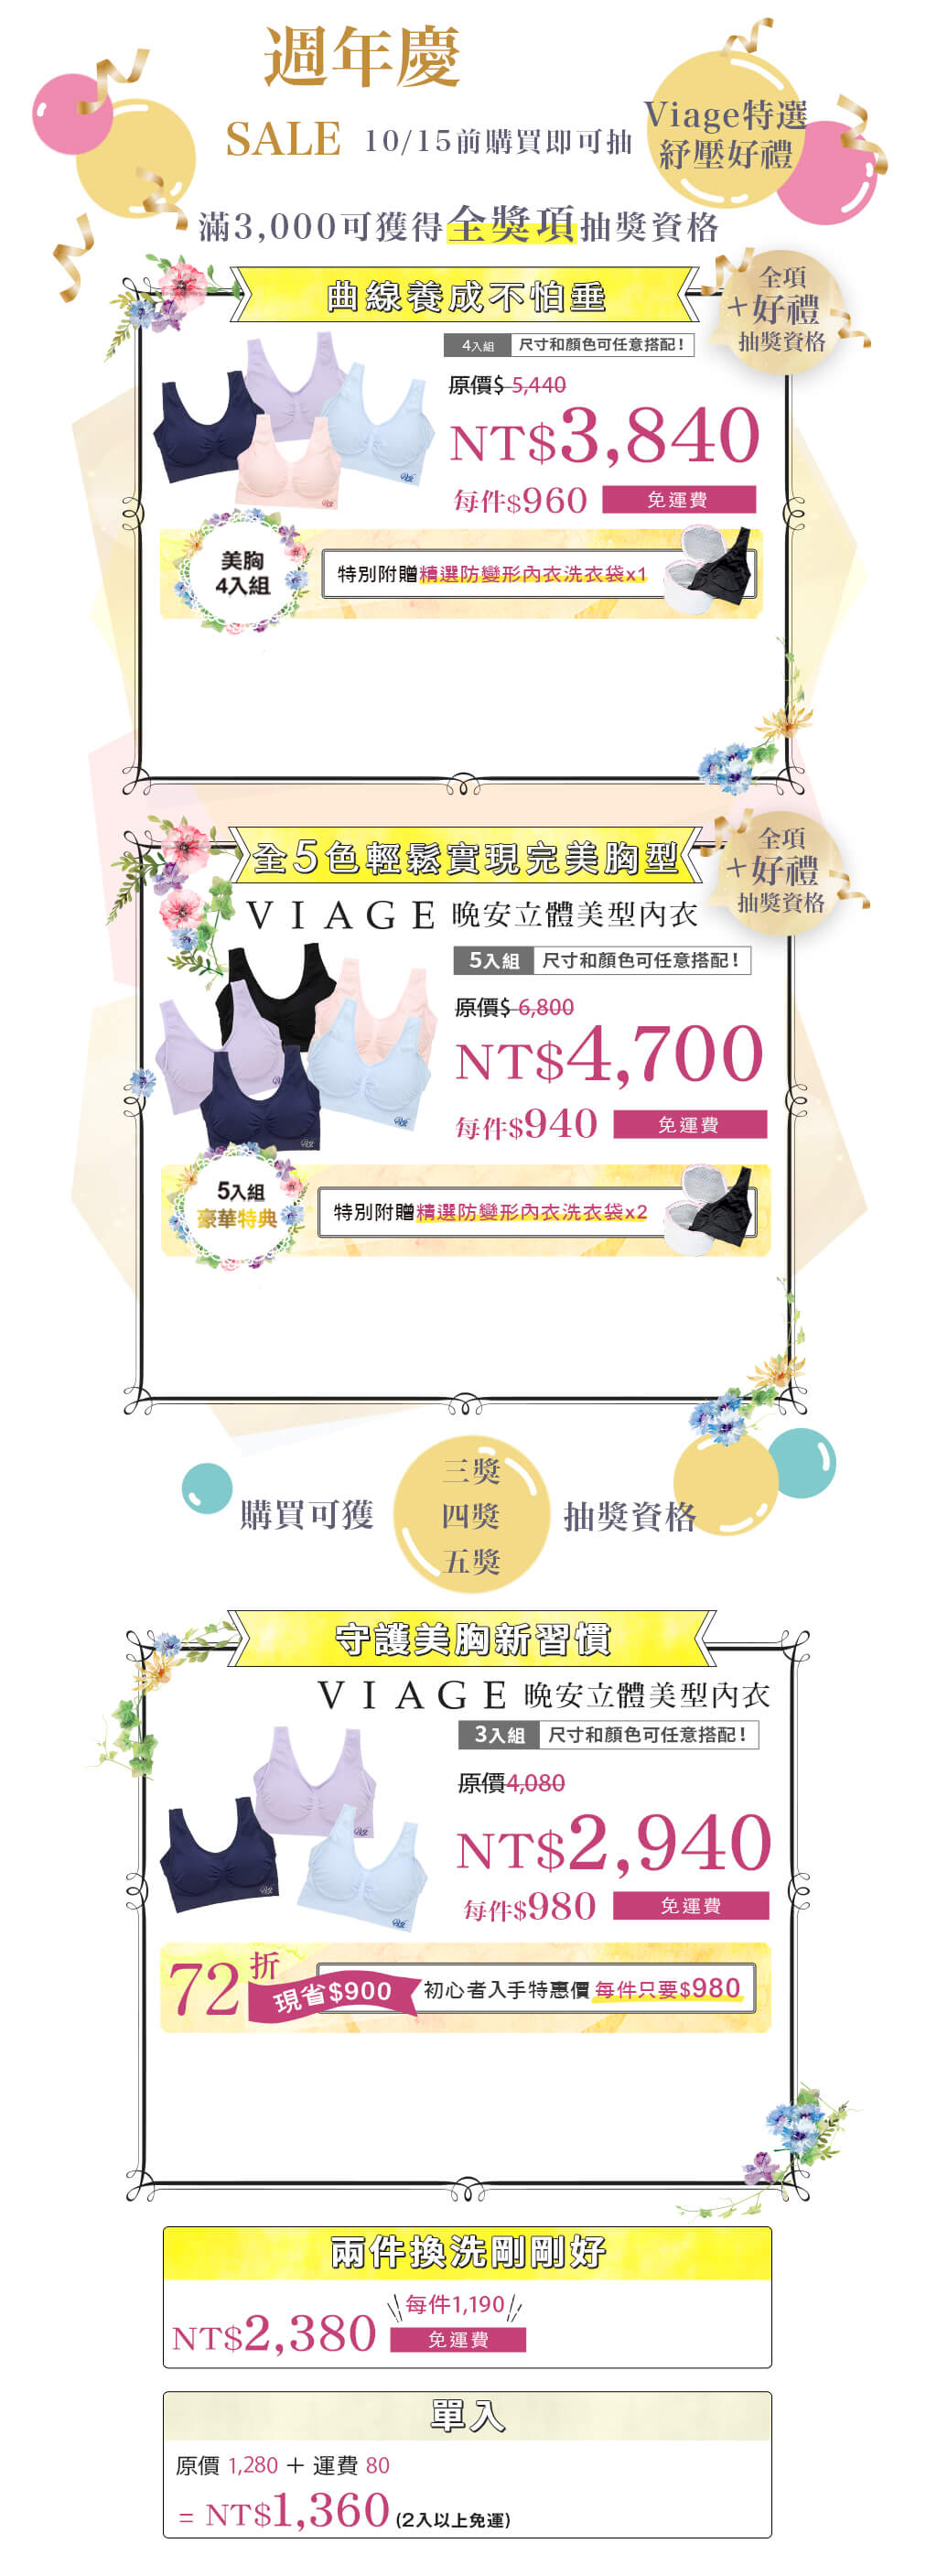 週年慶
SALE 10/15前購買即可抽
Viage特選
紓壓好禮
滿3,000可獲得全獎項抽獎資格
曲線養成不怕垂
全項
+好禮
抽獎資格
4入組 尺寸和顏色可任意搭配!
原價$ 5,440
NT$3,840
每件$960 免運費
美胸
4入組
特別附贈精選防變形內衣洗衣袋x1
全5色輕鬆實現完美胸型
全項
+好禮
抽獎資格
VIAGE 晚安立體美型內衣
5入組 尺寸和顏色可任意搭配!
原價$ 6,800
NT$4,700
每件$940 免運費
5入組
豪華特典
特別附贈精選防變形內衣洗衣袋x2
購買可獲
三獎
四獎
五獎
抽獎資格
守護美胸新習慣
VIAGE 晚安立體美型內衣
3入組 尺寸和顏色可任意搭配!
原價4,080
NT$2,940
每件$980 免運費
72折
現省$900
初心者入手特惠價 每件只要$980
兩件換洗剛剛好
NT$2,380
每件1,190
免運費
單入
原價 1,280 + 運費 80
= NT$1,360 (2入以上免運)